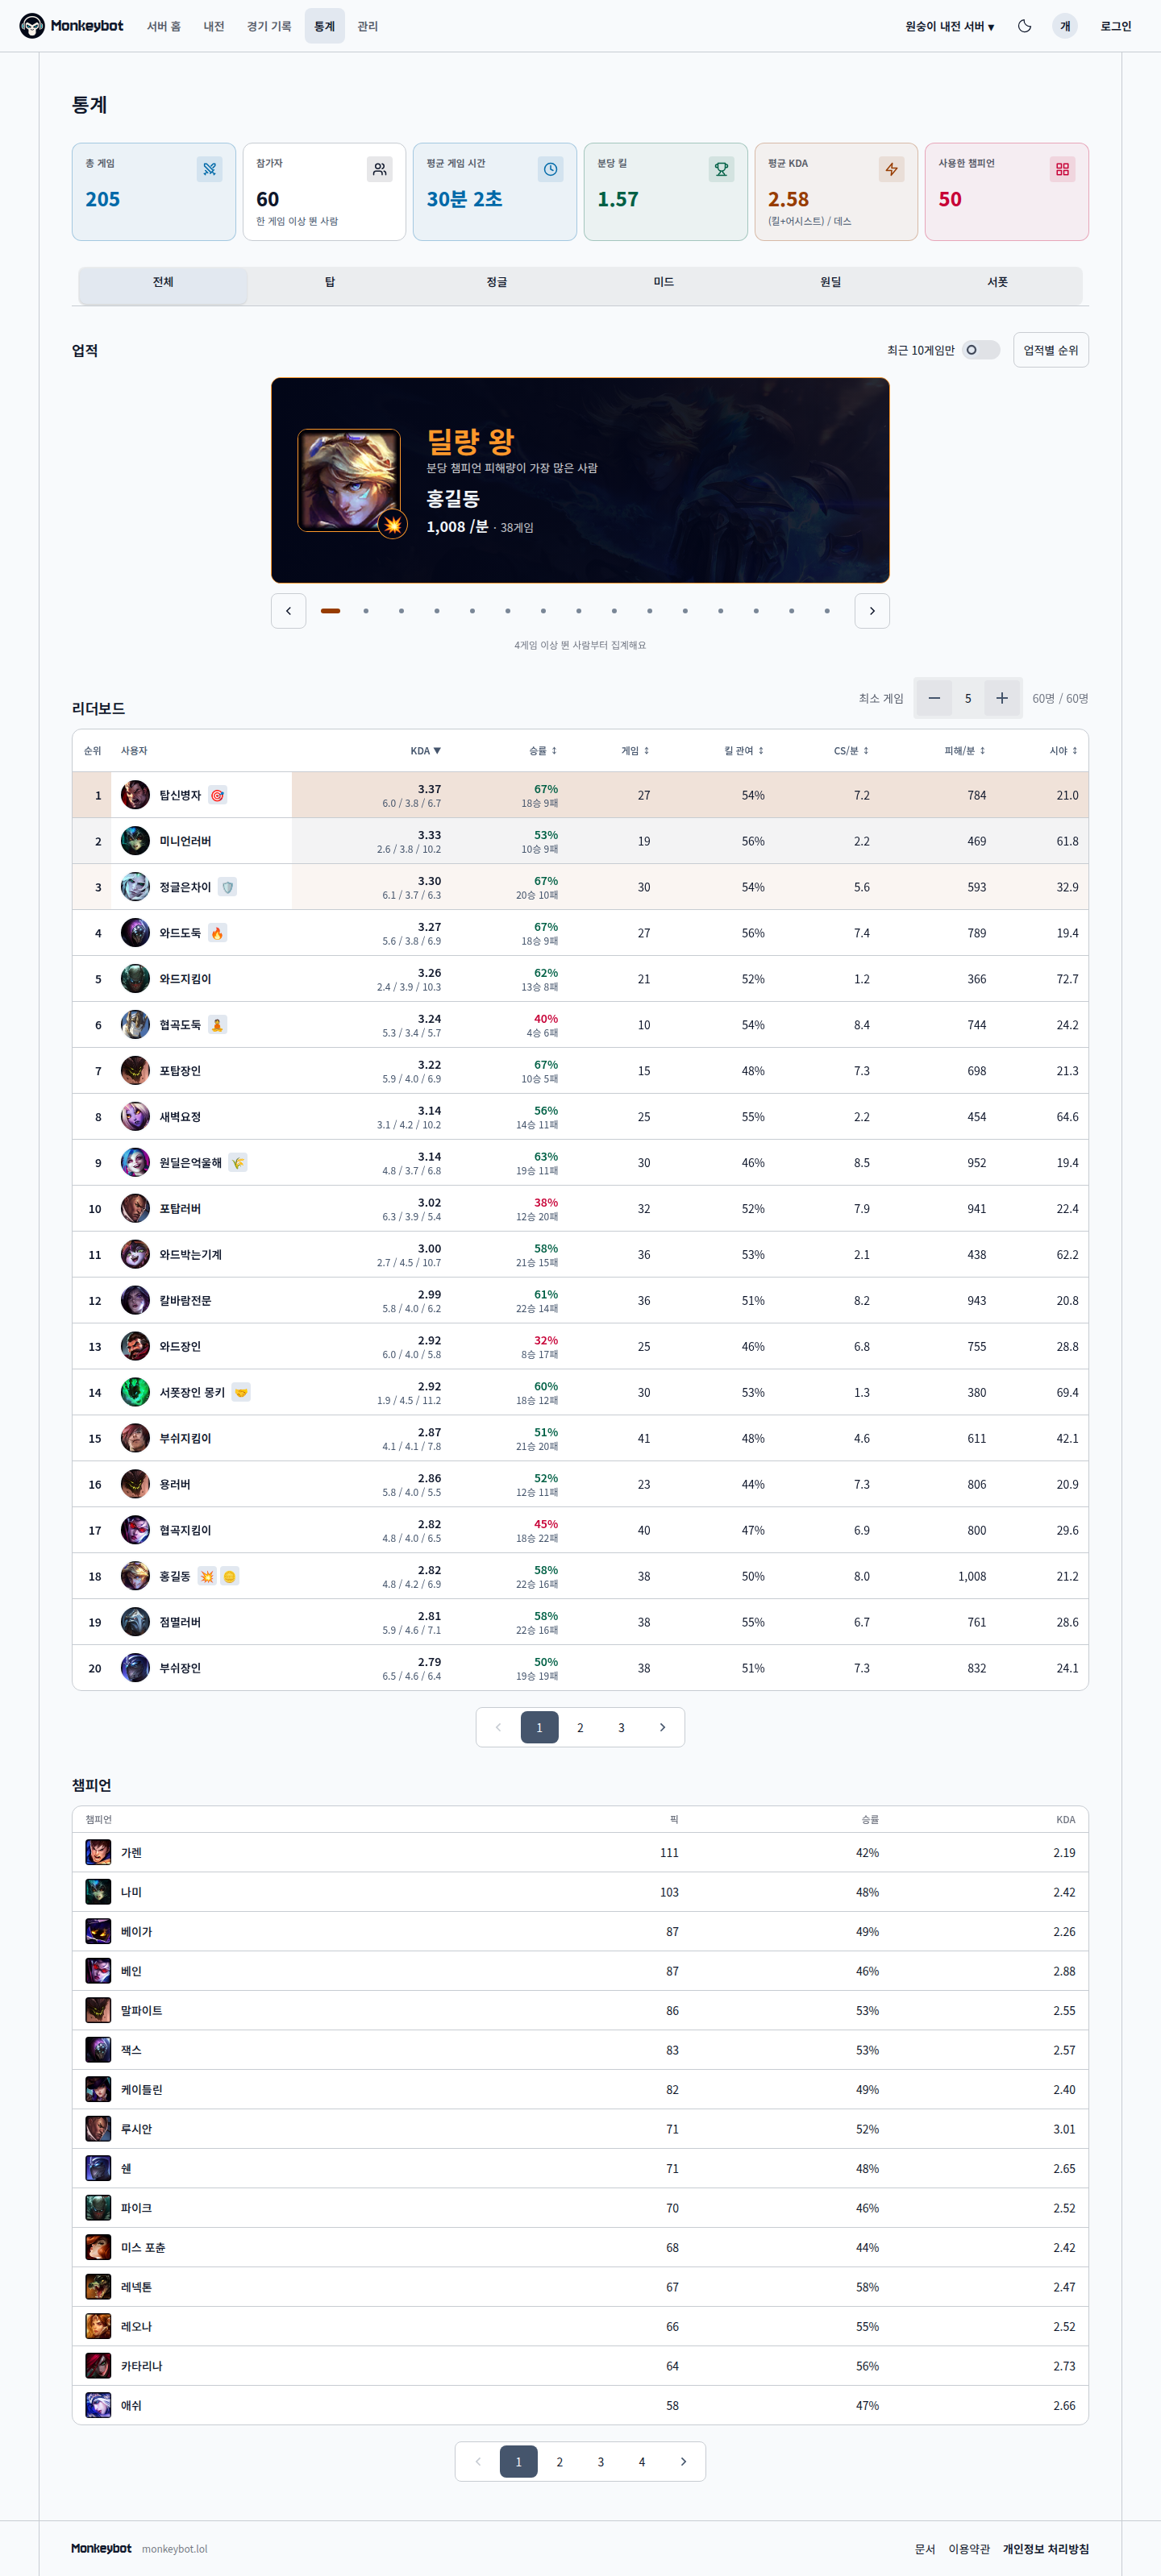 Monkeybot 서버 홈 내전 경기 기록 통계 관리 원숭이 내전 서버 ▾ 개 로그인
통계
총 게임 참가자 평균 게임 시간 분당 킬 평균 KDA 사용한 챔피언
205 60 30분 2초 1.57 2.58 50
한 게임 이상 뛴 사람 (킬+어시스트) / 데스
전체 탑 정글 미드 원딜 서폿
업적 최근 10게임만 업적별 순위
딜량 왕
분당 챔피언 피해량이 가장 많은 사람
홍길동
1,008 /분 · 38게임
4게임 이상 뛴 사람부터 집계해요
리더보드 최소 게임 5 60명 / 60명
순위 사용자 KDA ▼ 승률 ↕ 게임 ↕ 킬 관여 ↕ CS/분 ↕ 피해/분 ↕ 시야 ↕
1 탑신병자 3.37 67% 27 54% 7.2 784 21.0
6.0 / 3.8 / 6.7 18승 9패
2 미니언러버 3.33 53% 19 56% 2.2 469 61.8
2.6 / 3.8 / 10.2 10승 9패
3 정글은차이 3.30 67% 30 54% 5.6 593 32.9
6.1 / 3.7 / 6.3 20승 10패
4 와드도둑 3.27 67% 27 56% 7.4 789 19.4
5.6 / 3.8 / 6.9 18승 9패
5 와드지킴이 3.26 62% 21 52% 1.2 366 72.7
2.4 / 3.9 / 10.3 13승 8패
6 협곡도둑 3.24 40% 10 54% 8.4 744 24.2
5.3 / 3.4 / 5.7 4승 6패
7 포탑장인 3.22 67% 15 48% 7.3 698 21.3
5.9 / 4.0 / 6.9 10승 5패
8 새벽요정 3.14 56% 25 55% 2.2 454 64.6
3.1 / 4.2 / 10.2 14승 11패
9 원딜은억울해 3.14 63% 30 46% 8.5 952 19.4
4.8 / 3.7 / 6.8 19승 11패
10 포탑러버 3.02 38% 32 52% 7.9 941 22.4
6.3 / 3.9 / 5.4 12승 20패
11 와드박는기계 3.00 58% 36 53% 2.1 438 62.2
2.7 / 4.5 / 10.7 21승 15패
12 칼바람전문 2.99 61% 36 51% 8.2 943 20.8
5.8 / 4.0 / 6.2 22승 14패
13 와드장인 2.92 32% 25 46% 6.8 755 28.8
6.0 / 4.0 / 5.8 8승 17패
14 서폿장인 몽키 2.92 60% 30 53% 1.3 380 69.4
1.9 / 4.5 / 11.2 18승 12패
15 부쉬지킴이 2.87 51% 41 48% 4.6 611 42.1
4.1 / 4.1 / 7.8 21승 20패
16 용러버 2.86 52% 23 44% 7.3 806 20.9
5.8 / 4.0 / 5.5 12승 11패
17 협곡지킴이 2.82 45% 40 47% 6.9 800 29.6
4.8 / 4.0 / 6.5 18승 22패
18 홍길동 2.82 58% 38 50% 8.0 1,008 21.2
4.8 / 4.2 / 6.9 22승 16패
19 점멸러버 2.81 58% 38 55% 6.7 761 28.6
5.9 / 4.6 / 7.1 22승 16패
20 부쉬장인 2.79 50% 38 51% 7.3 832 24.1
6.5 / 4.6 / 6.4 19승 19패
1 2 3
챔피언
챔피언 픽 승률 KDA
가렌 111 42% 2.19
나미 103 48% 2.42
베이가 87 49% 2.26
베인 87 46% 2.88
말파이트 86 53% 2.55
잭스 83 53% 2.57
케이틀린 82 49% 2.40
루시안 71 52% 3.01
쉔 71 48% 2.65
파이크 70 46% 2.52
미스 포츈 68 44% 2.42
레넥톤 67 58% 2.47
레오나 66 55% 2.52
카타리나 64 56% 2.73
애쉬 58 47% 2.66
1 2 3 4
Monkeybot monkeybot.lol 문서 이용약관 개인정보 처리방침